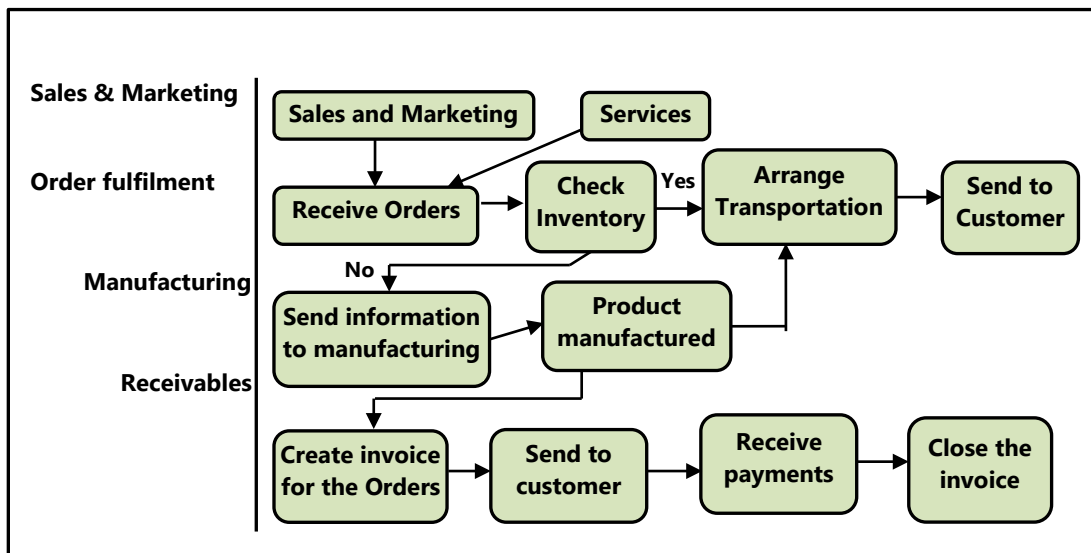 Sales & Marketing
Sales and Marketing
Services
Order fulfilment
Receive Orders
Check
Inventory
Yes
Arrange
Transportation
Send to
Customer
No
Manufacturing
Send information
to manufacturing
Product
manufactured
Receivables
Create invoice
for the Orders
Send to
customer
Receive
payments
Close the
invoice